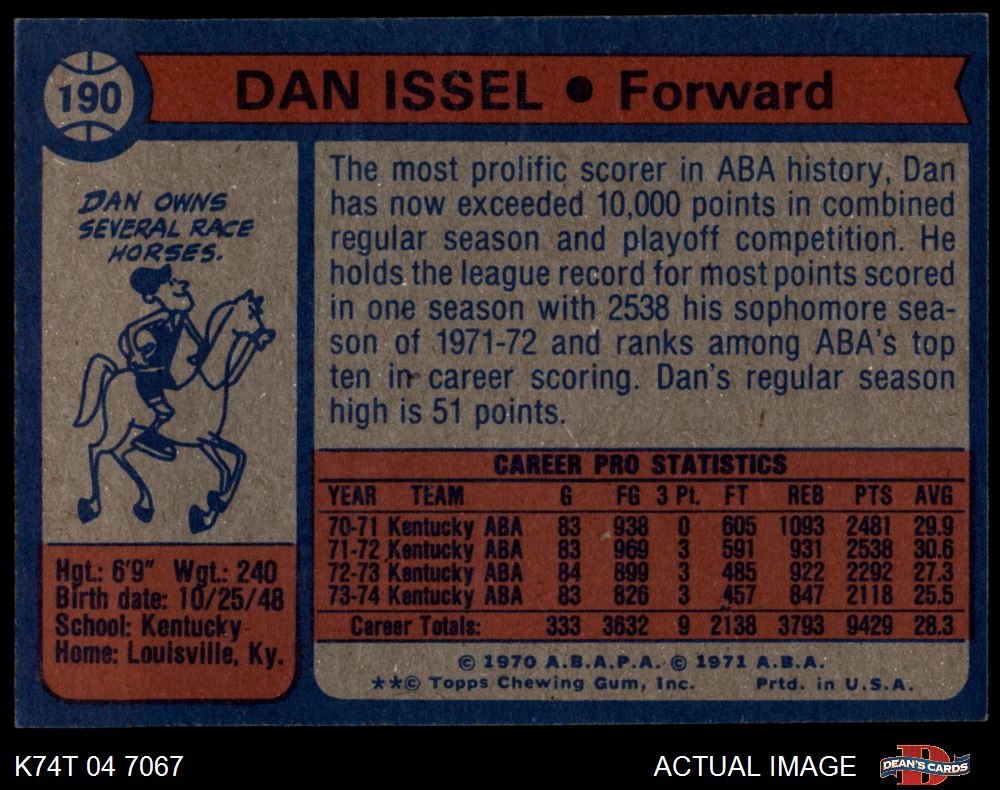 190
DAN ISSEL • Forward
DAN OWNS
SEVERAL RACE
HORSES.
The most prolific scorer in ABA history, Dan
has now exceeded 10,000 points in combined
regular season and playoff competition. He
holds the league record for most points scored
in one season with 2538 his sophomore sea-
son of 1971-72 and ranks among ABA's top
ten in career scoring. Dan's regular season
high is 51 points.
CAREER PRO STATISTICS
YEAR TEAM G FG 3 Pt. FT REB PTS AVG
70-71 Kentucky ABA 83 938 0 605 1093 2481 29.9
71-72 Kentucky ABA 83 969 3 591 931 2538 30.6
72-73 Kentucky ABA 84 899 3 485 922 2292 27.3
73-74 Kentucky ABA 83 826 3 457 847 2118 25.5
Career Totals: 333 3632 9 2138 3793 9429 28.3
Hgt.: 6'9" Wgt.: 240
Birth date: 10/25/48
School: Kentucky
Home: Louisville, Ky.
© 1970 A.B.A.P.A. © 1971 A.B.A.
**© Topps Chewing Gum, Inc. Prtd. in U.S.A.
K74T 04 7067
ACTUAL IMAGE
D
DEAN'S CARDS